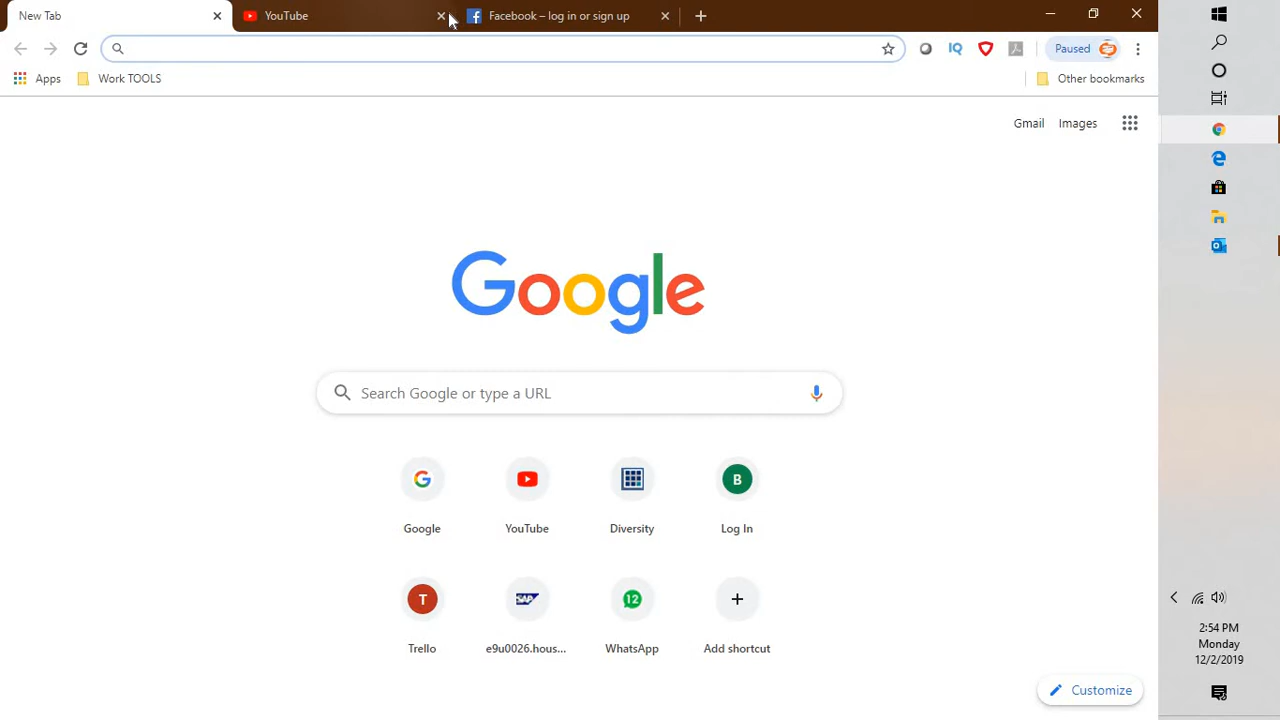 New Tab
YouTube
Facebook – log in or sign up
IQ
Paused
Apps
Work TOOLS
Other bookmarks
Gmail
Images
Google
Search Google or type a URL
B
Google
YouTube
Diversity
Log In
T
SAP
12
Trello
e9u0026.hous...
WhatsApp
Add shortcut
Customize
2:54 PM
Monday
12/2/2019